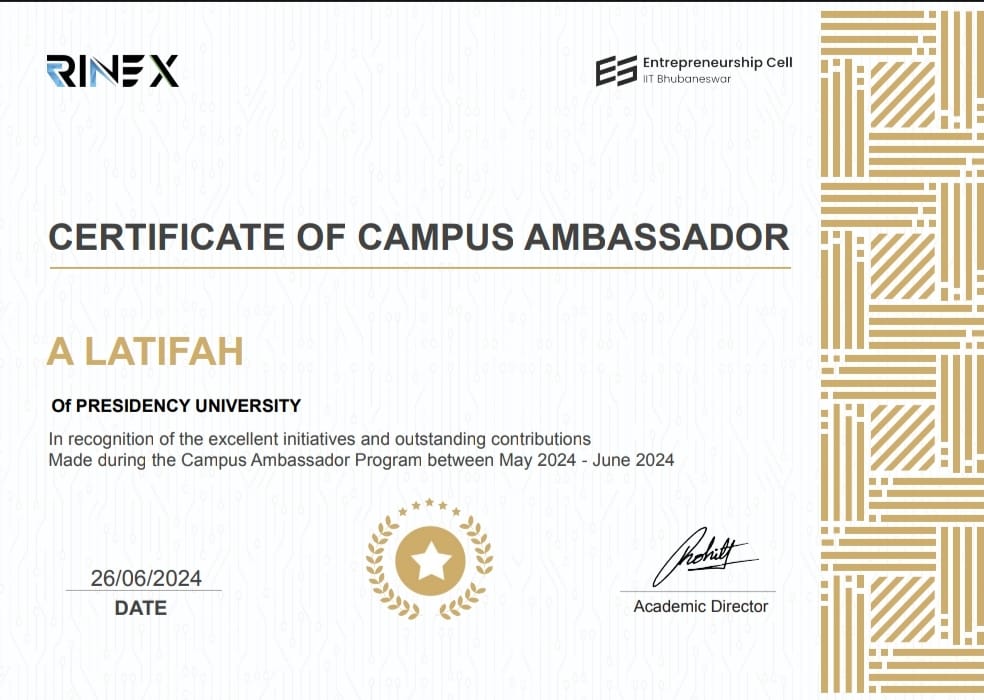 RINEX
Entrepreneurship Cell
IIT Bhubaneswar
CERTIFICATE OF CAMPUS AMBASSADOR
A LATIFAH
Of PRESIDENCY UNIVERSITY
In recognition of the excellent initiatives and outstanding contributions
Made during the Campus Ambassador Program between May 2024 - June 2024
26/06/2024
DATE
Academic Director